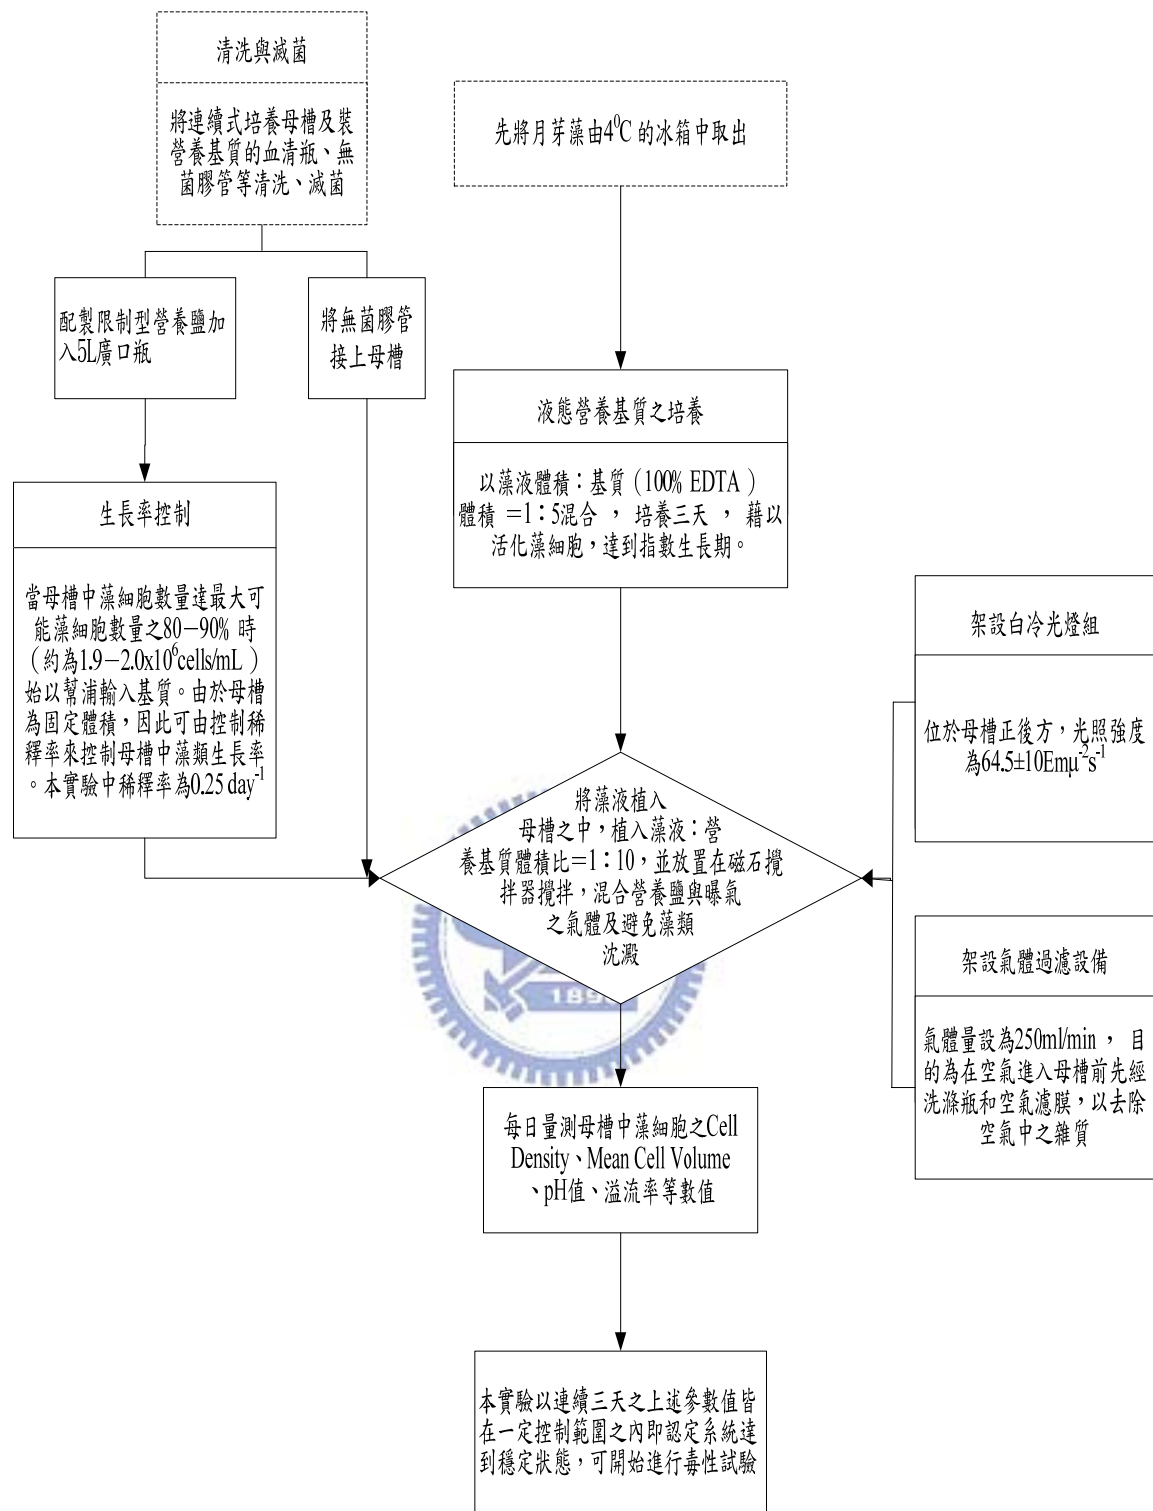 清洗與滅菌
將連續式培養母槽及裝
營養基質的血清瓶、無
菌膠管等清洗、滅菌
先將月芽藻由4⁰C 的冰箱中取出
配製限制型營養鹽加
入5L廣口瓶
將無菌膠管
接上母槽
液態營養基質之培養
以藻液體積：基質（100% EDTA ）
體積 =1：5混合 ， 培養三天 ， 藉以
活化藻細胞，達到指數生長期。
生長率控制
當母槽中藻細胞數量達最大可
能藻細胞數量之80－90% 時
（約為1.9－2.0x10⁶cells/mL ）
始以幫浦輸入基質。由於母槽
為固定體積，因此可由控制稀
釋率來控制母槽中藻類生長率
。本實驗中稀釋率為0.25 day⁻¹
架設白冷光燈組
位於母槽正後方，光照強度
為64.5±10Emμ⁻²s⁻¹
將藻液植入
母槽之中，植入藻液：營
養基質體積比=1：10，並放置在磁石攪
拌器攪拌，混合營養鹽與曝氣
之氣體及避免藻類
沈澱
架設氣體過濾設備
氣體量設為250ml/min ， 目
的為在空氣進入母槽前先經
洗滌瓶和空氣濾膜，以去除
空氣中之雜質
每日量測母槽中藻細胞之Cell
Density、Mean Cell Volume
、pH值、溢流率等數值
本實驗以連續三天之上述參數值皆
在一定控制範圍之內即認定系統達
到穩定狀態，可開始進行毒性試驗